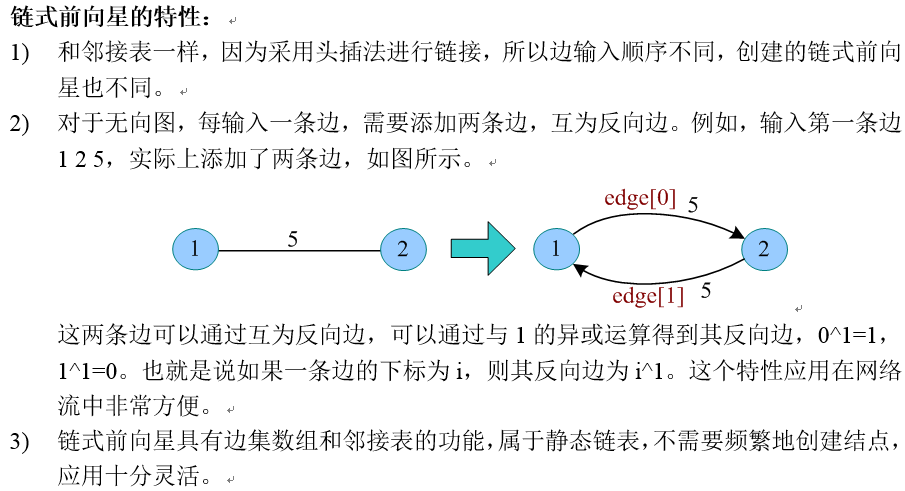 链式前向星的特性：
1) 和邻接表一样，因为采用头插法进行链接，所以边输入顺序不同，创建的链式前向
星也不同。
2) 对于无向图，每输入一条边，需要添加两条边，互为反向边。例如，输入第一条边
1 2 5，实际上添加了两条边，如图所示。
edge[0] 5
1 5 2 1 2
edge[1] 5
这两条边可以通过互为反向边，可以通过与 1 的异或运算得到其反向边，0^1=1，
1^1=0。也就是说如果一条边的下标为 i，则其反向边为 i^1。这个特性应用在网络
流中非常方便。
3) 链式前向星具有边集数组和邻接表的功能，属于静态链表，不需要频繁地创建结点，
应用十分灵活。